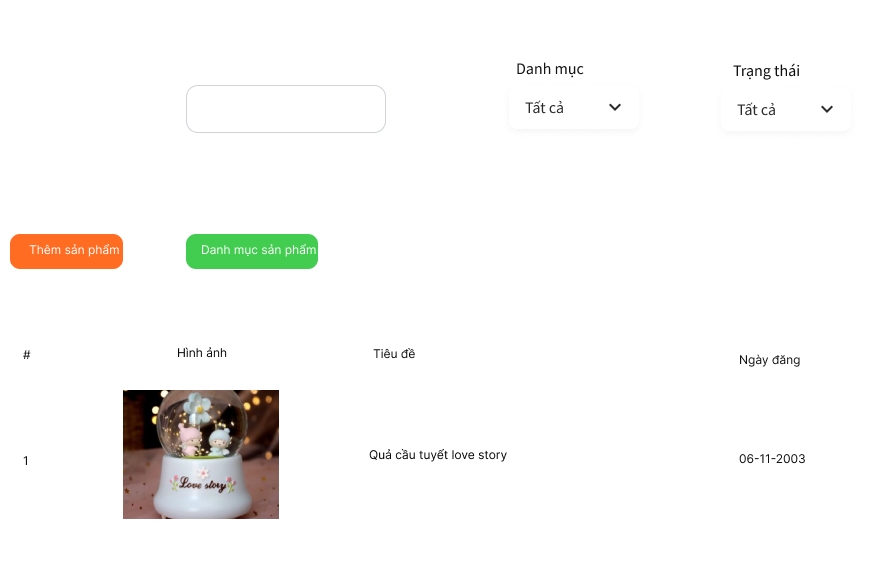 Danh mục
Trạng thái
Tất cả
Tất cả
Thêm sản phẩm
Danh mục sản phẩm
#
Hình ảnh
Tiêu đề
Ngày đăng
1
Love story
Quả cầu tuyết love story
06-11-2003